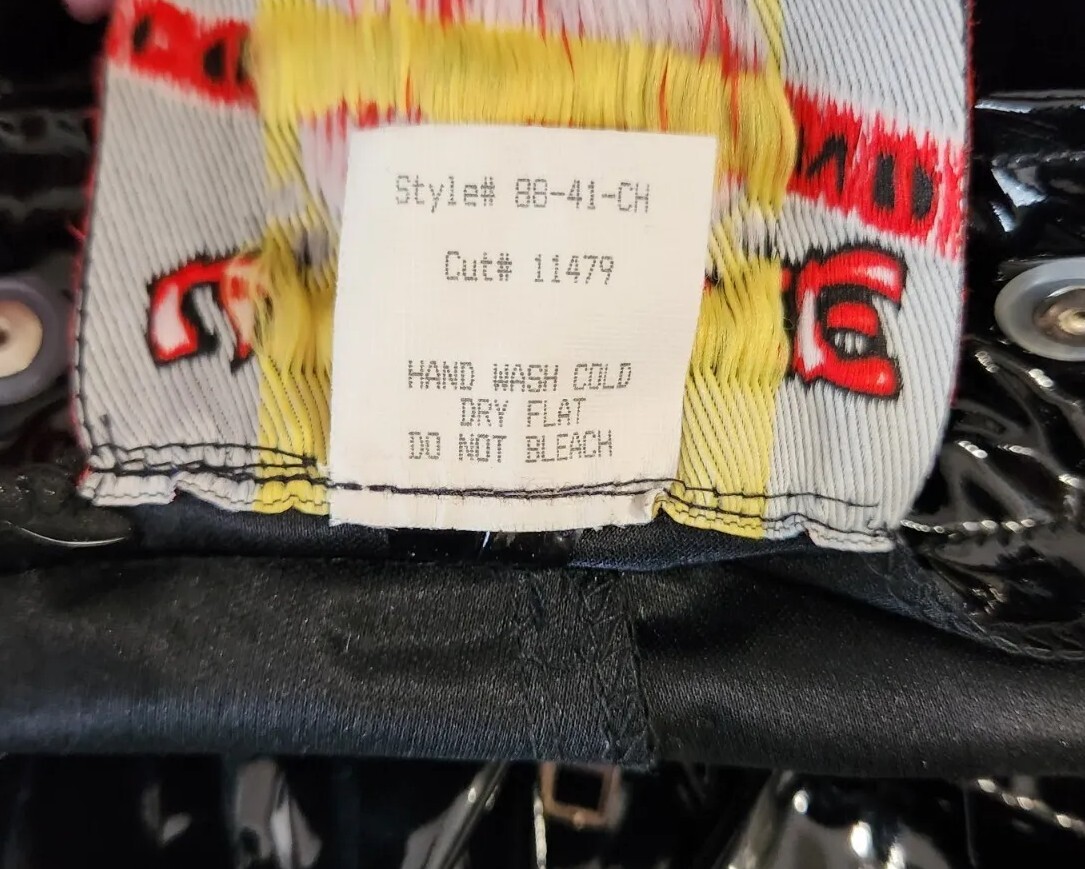 Style# 88-41-CH
Cut# 11479
HAND WASH COLD
DRY FLAT
DO NOT BLEACH